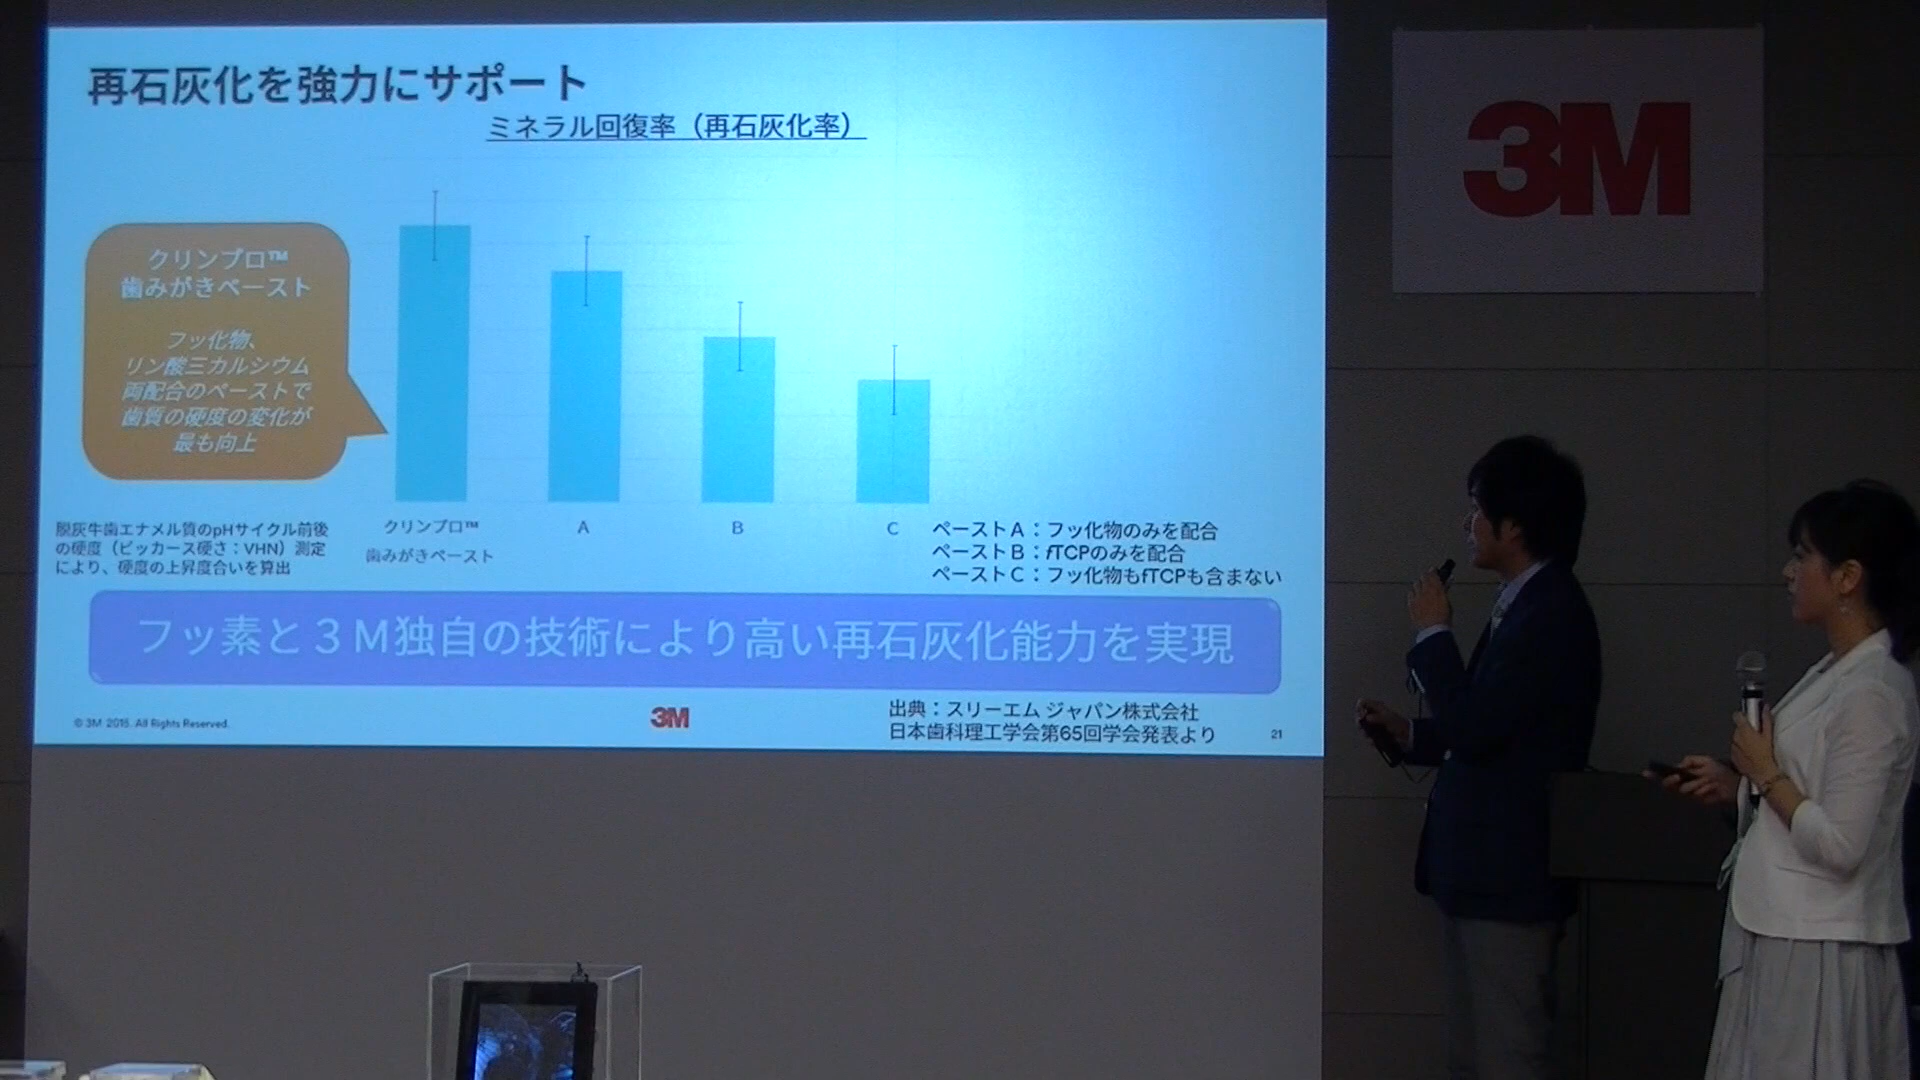 再石灰化を強力にサポート
ミネラル回復率（再石灰化率）
クリンプロ™
歯みがきペースト
フッ化物、
リン酸三カルシウム
両配合のペーストで
歯質の硬度の変化が
最も向上
脱灰牛歯エナメル質のpHサイクル前後
の硬度（ビッカース硬さ：VHN）測定
により、硬度の上昇度合いを算出
クリンプロ™
歯みがきペースト
A
B
C
ペーストA：フッ化物のみを配合
ペーストB：fTCPのみを配合
ペーストC：フッ化物もfTCPも含まない
フッ素と３Ｍ独自の技術により高い再石灰化能力を実現
© 3M 2015. All Rights Reserved.
3M
出典：スリーエム ジャパン株式会社
日本歯科理工学会第65回学会発表より
21
3M